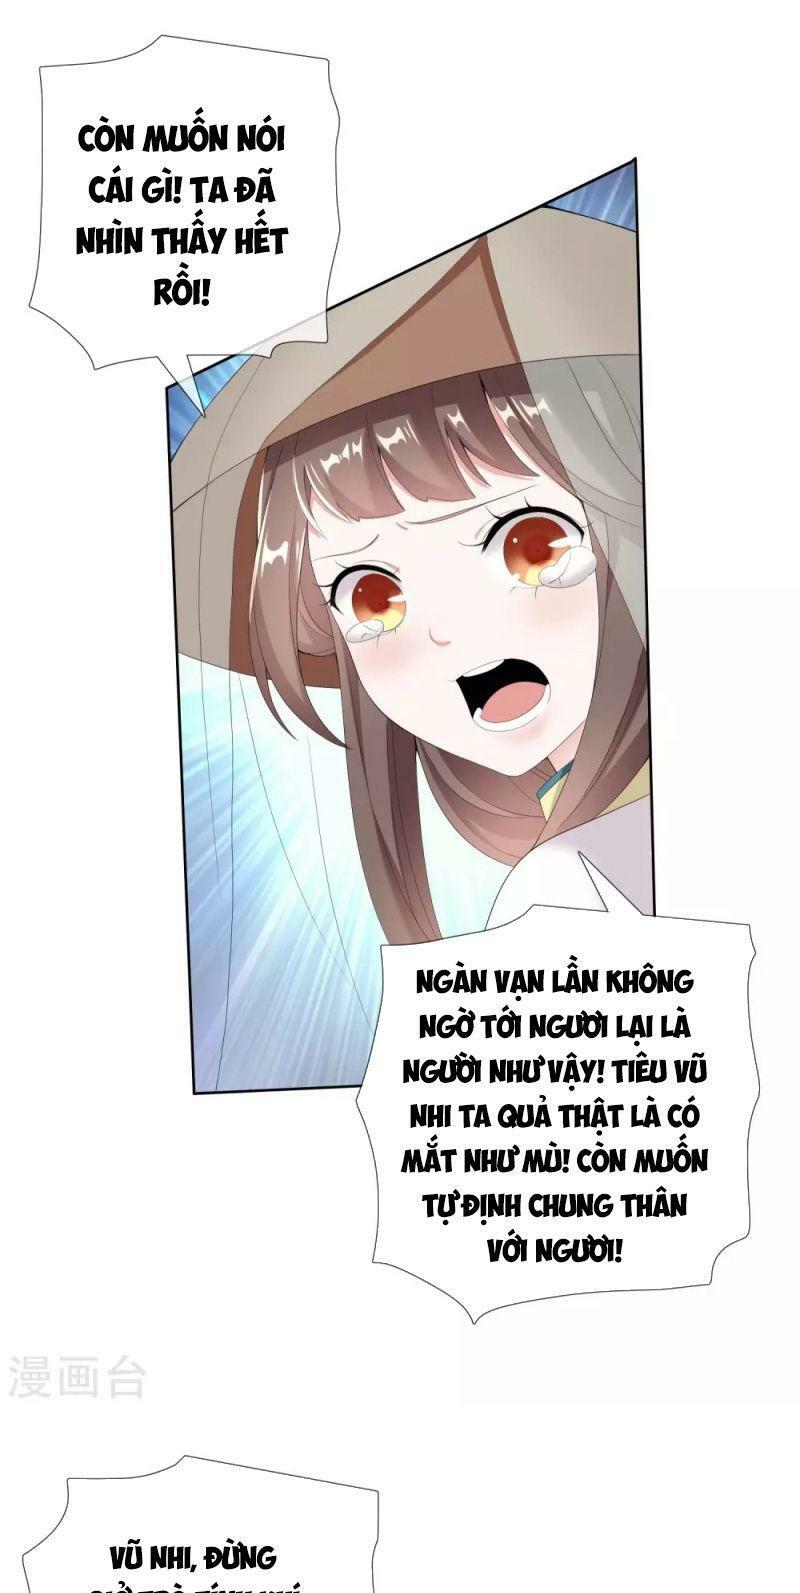 CÒN MUỐN NÓI
CÁI GÌ! TA ĐÃ
NHÌN THẤY HẾT
RỒI!
NGÀN VẠN LẦN KHÔNG
NGỜ TỚI NGƯƠI LẠI LÀ
NGƯỜI NHƯ VẬY! TIÊU VŨ
NHI TA QUẢ THẬT LÀ CÓ
MẮT NHƯ MÙ! CÒN MUỐN
TỰ ĐỊNH CHUNG THÂN
VỚI NGƯƠI!
漫画台
VŨ NHI, ĐỪNG